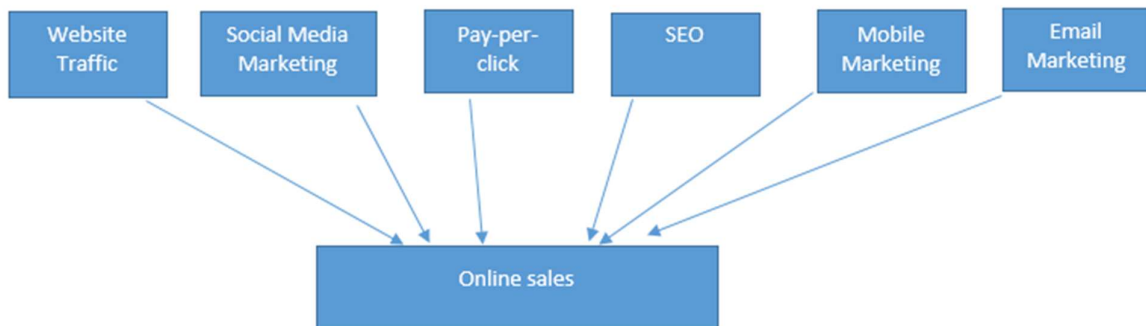 Website
Traffic
Social Media
Marketing
Pay-per-
click
SEO
Mobile
Marketing
Email
Marketing
Online sales